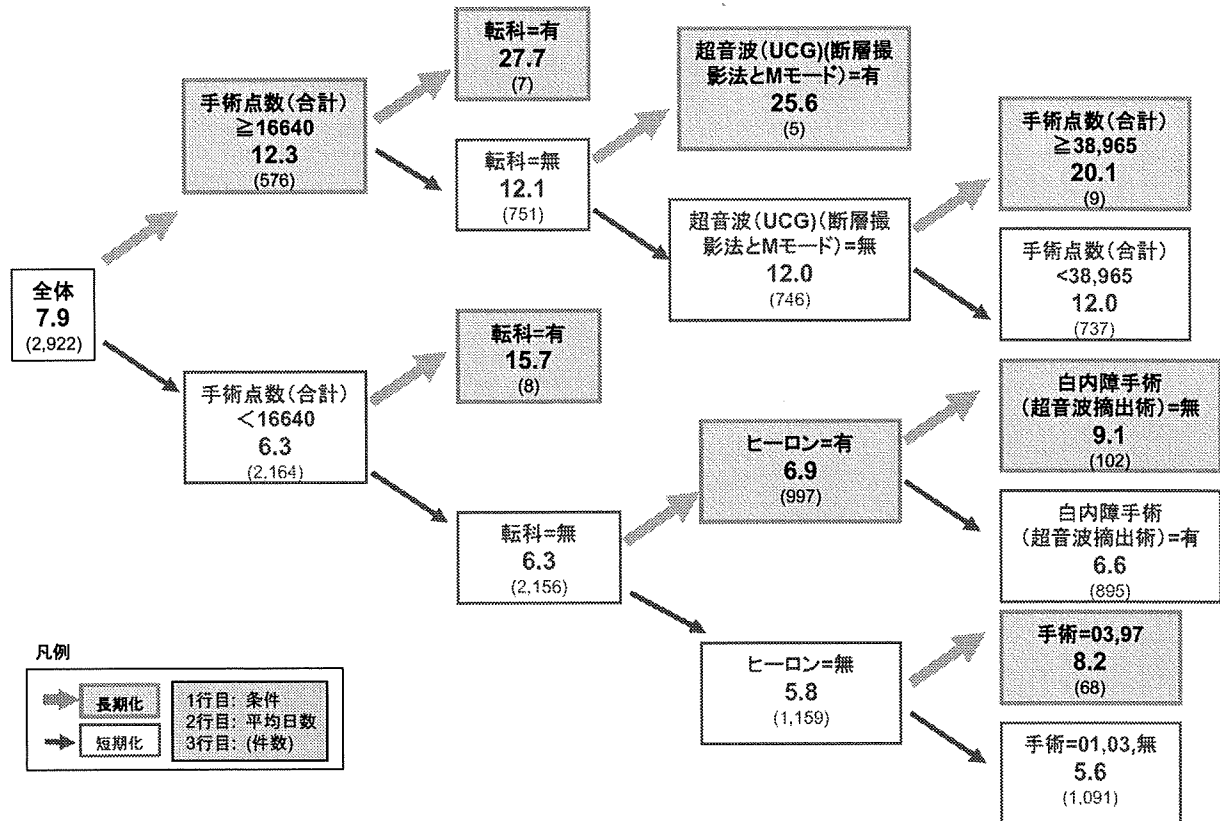 全体
7.9
(2,922)
手術点数(合計)
≧16640
12.3
(576)
手術点数(合計)
＜16640
6.3
(2,164)
転科=有
27.7
(7)
転科=無
12.1
(751)
転科=有
15.7
(8)
転科=無
6.3
(2,156)
超音波(UCG)(断層撮
影法とMモード)=有
25.6
(5)
超音波(UCG)(断層撮
影法とMモード)=無
12.0
(746)
ヒーロン=有
6.9
(997)
ヒーロン=無
5.8
(1,159)
手術点数(合計)
≧38,965
20.1
(9)
手術点数(合計)
<38,965
12.0
(737)
白内障手術
(超音波摘出術)=無
9.1
(102)
白内障手術
(超音波摘出術)=有
6.6
(895)
手術=03,97
8.2
(68)
手術=01,03,無
5.6
(1,091)
凡例
長期化
短期化
1行目: 条件
2行目: 平均日数
3行目: (件数)